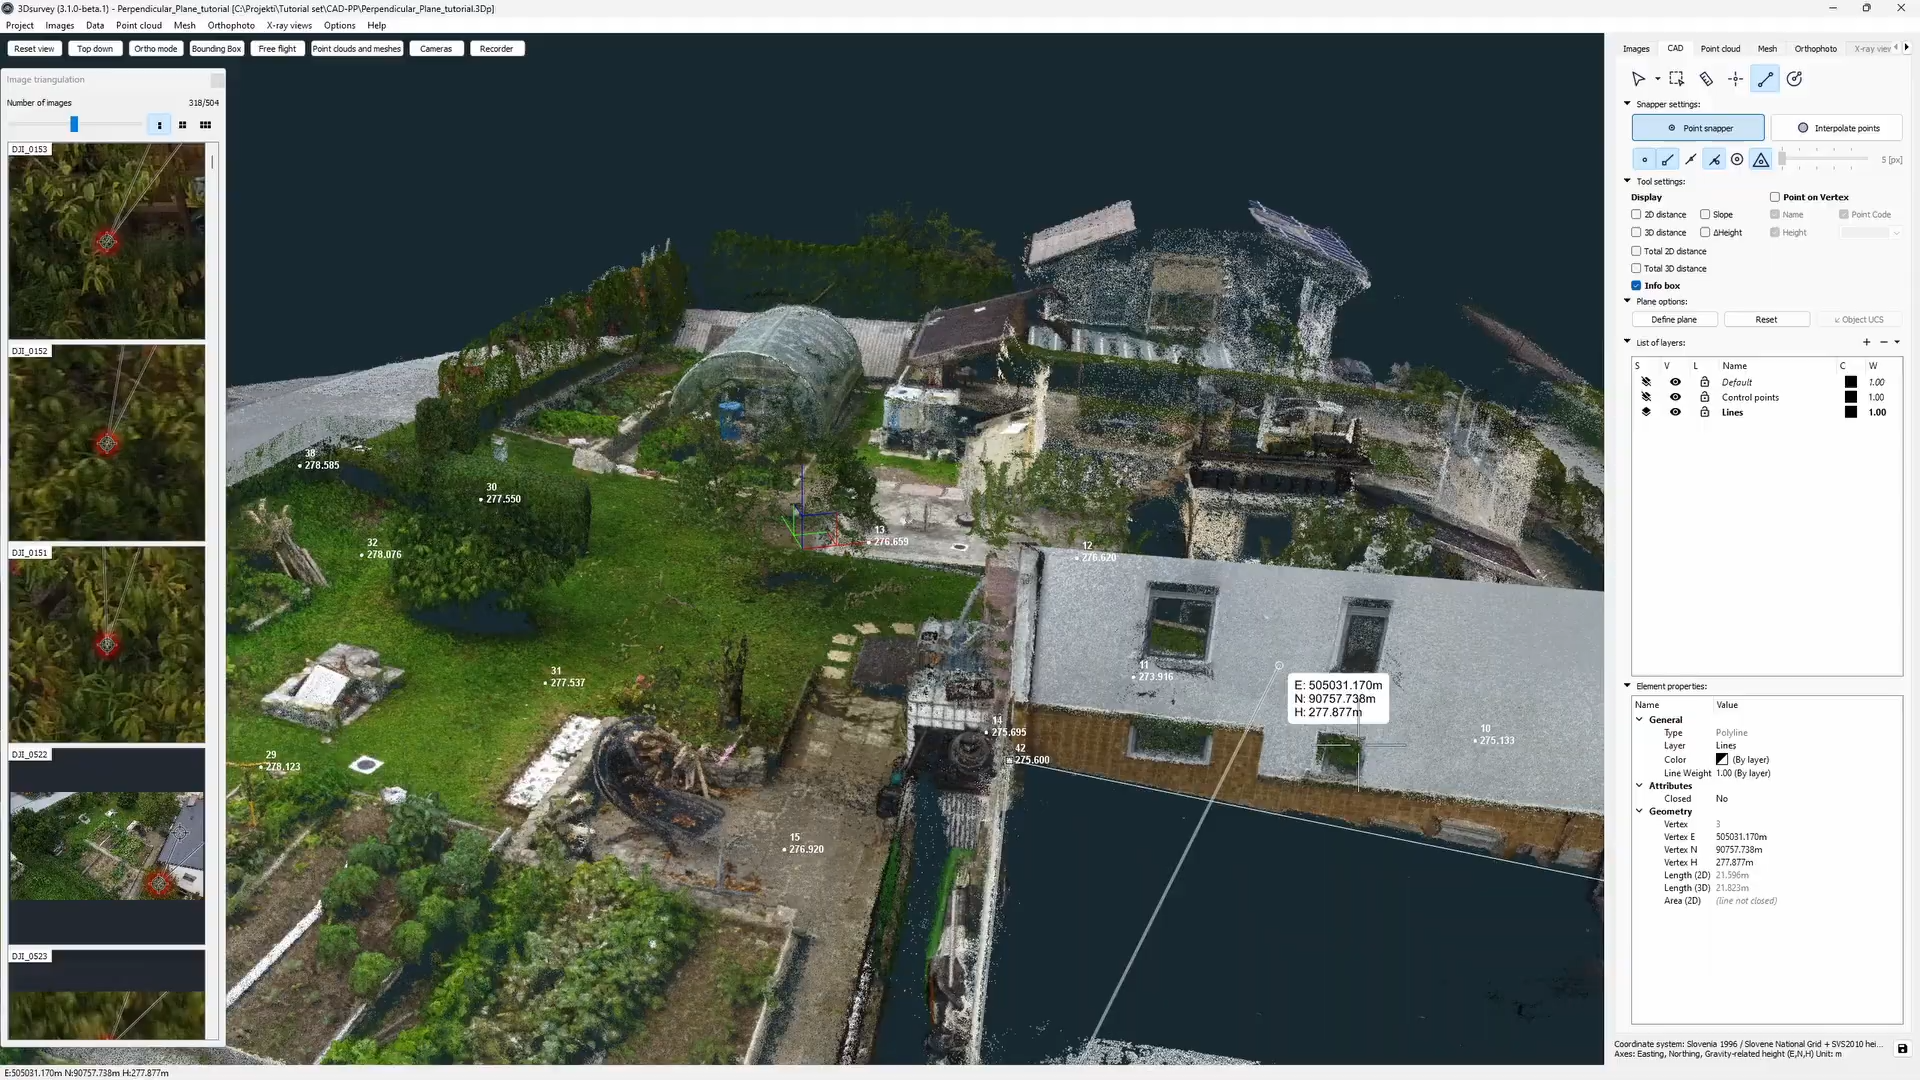 3Dsurvey (3.1.0-beta.1) - Perpendicular_Plane_tutorial [C:\Projekti\Tutorial set\CAD-PP\Perpendicular_Plane_tutorial.3Dp]
Project Images Data Point cloud Mesh Orthophoto X-ray views Options Help
Reset view Top down Ortho mode Bounding Box Free flight Point clouds and meshes Cameras Recorder
Image triangulation
Number of images 318/504
DJI_0153
DJI_0152
DJI_0151
DJI_0522
DJI_0523
38
278.585
30
277.550
32
278.076
13
276.659
12
276.620
31
277.537
11
273.916
14
275.695
42
275.600
10
275.133
29
278.123
15
276.920
E: 505031.170m
N: 90757.738m
H: 277.877m
Images CAD Point cloud Mesh Orthophoto X-ray view
Snapper settings:
Point snapper Interpolate points
5 [px]
Tool settings:
Display Point on Vertex
2D distance Slope Name Point Code
3D distance ΔHeight Height
Total 2D distance
Total 3D distance
Info box
Plane options:
Define plane Reset Object UCS
List of layers:
S V L Name C W
Default 1.00
Control points 1.00
Lines 1.00
Element properties:
Name Value
General
Type Polyline
Layer Lines
Color (By layer)
Line Weight 1.00 (By layer)
Attributes
Closed No
Geometry
Vertex 3
Vertex E 505031.170m
Vertex N 90757.738m
Vertex H 277.877m
Length (2D) 21.596m
Length (3D) 21.823m
Area (2D) (line not closed)
Coordinate system: Slovenia 1996 / Slovene National Grid + SVS2010 hei...
Axes: Easting, Northing, Gravity-related height (E,N,H) Unit: m
E:505031.170m N:90757.738m H:277.877m